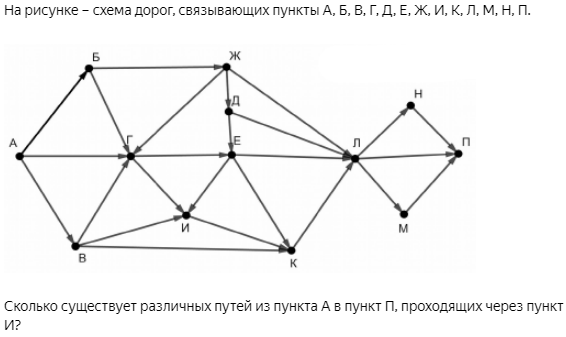 На рисунке – схема дорог, связывающих пункты А, Б, В, Г, Д, Е, Ж, И, К, Л, М, Н, П.
Б
Ж
Д
Н
А
Г
Е
Л
П
И
М
В
К
Сколько существует различных путей из пункта А в пункт П, проходящих через пункт
И?